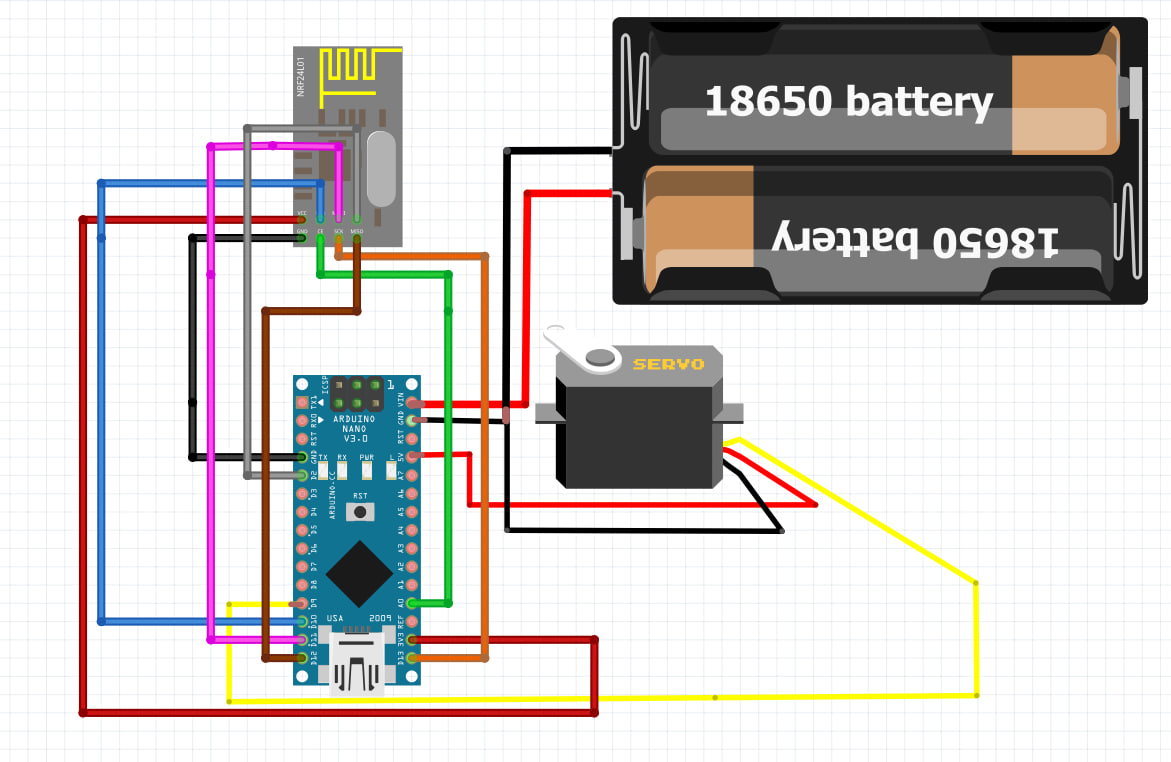 NRF24L01
18650 battery
18650 battery
VCC
GND
CE
SCK
MISO
SERVO
ICSP
1
ARDUINO
NANO
V3.0
TX
RX
PWR
L
RST
ARDUINO.CC
TX1
RX0
RST
GND
D2
D3
D4
D5
D6
D7
D8
D9
D10
D11
D12
VIN
GND
RST
5V
A7
A6
A5
A4
A3
A2
A1
A0
REF
3V3
D13
USA
2009